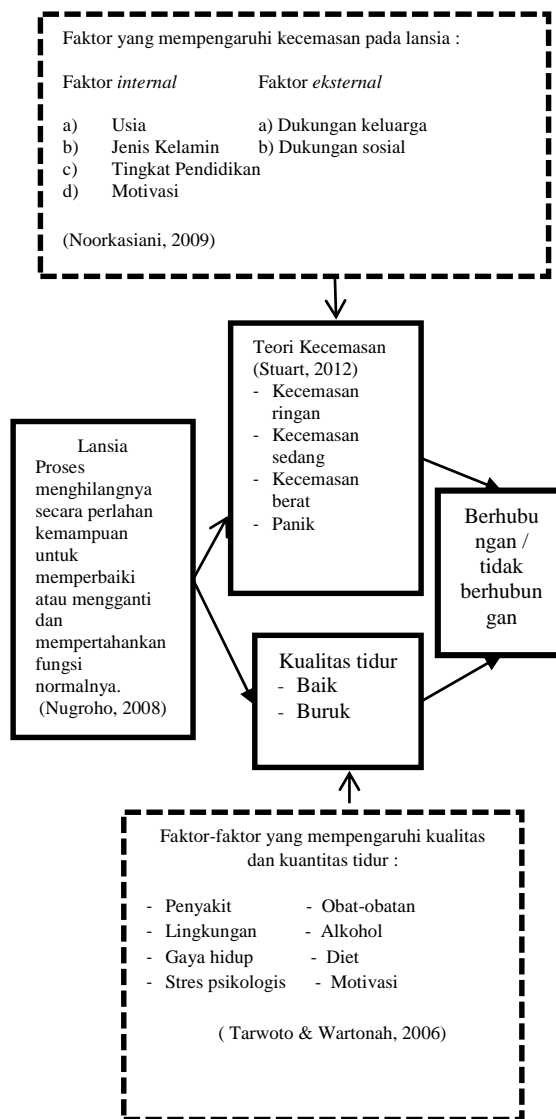 Faktor yang mempengaruhi kecemasan pada lansia :
Faktor internal Faktor eksternal
a) Usia a) Dukungan keluarga
b) Jenis Kelamin b) Dukungan sosial
c) Tingkat Pendidikan
d) Motivasi
(Noorkasiani, 2009)
Teori Kecemasan
(Stuart, 2012)
- Kecemasan
ringan
- Kecemasan
sedang
- Kecemasan
berat
- Panik
Lansia
Proses
menghilangnya
secara perlahan
kemampuan
untuk
memperbaiki
atau mengganti
dan
mempertahankan
fungsi
normalnya.
(Nugroho, 2008)
Berhubu
ngan /
tidak
berhubun
gan
Kualitas tidur
- Baik
- Buruk
Faktor-faktor yang mempengaruhi kualitas
dan kuantitas tidur :
- Penyakit - Obat-obatan
- Lingkungan - Alkohol
- Gaya hidup - Diet
- Stres psikologis - Motivasi
( Tarwoto & Wartonah, 2006)